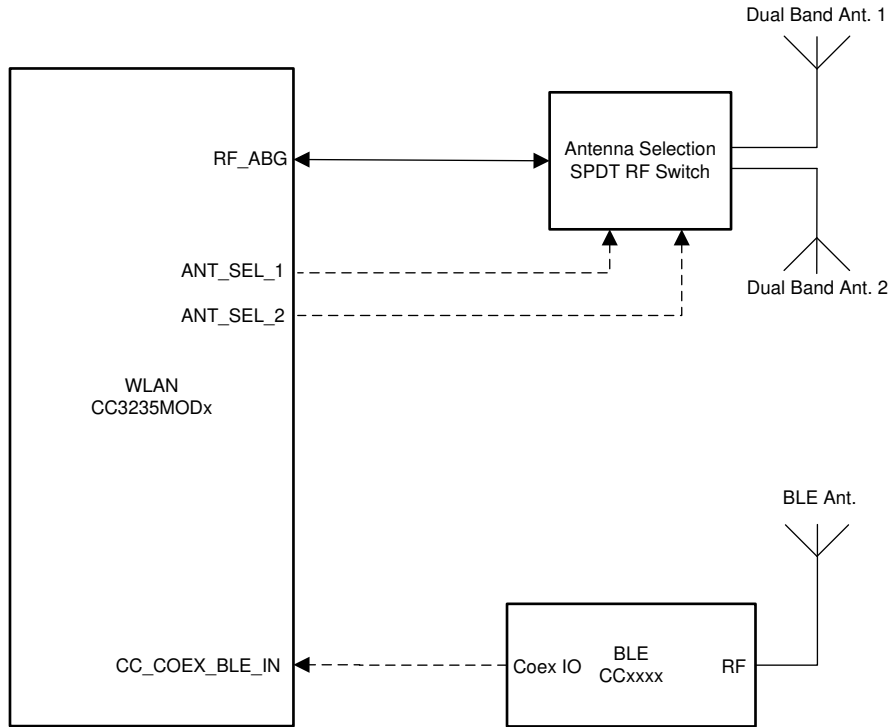 Dual Band Ant. 1
RF_ABG
Antenna Selection
SPDT RF Switch
ANT_SEL_1
Dual Band Ant. 2
ANT_SEL_2
WLAN
CC3235MODx
BLE Ant.
CC_COEX_BLE_IN
Coex IO
BLE
CCxxxx
RF